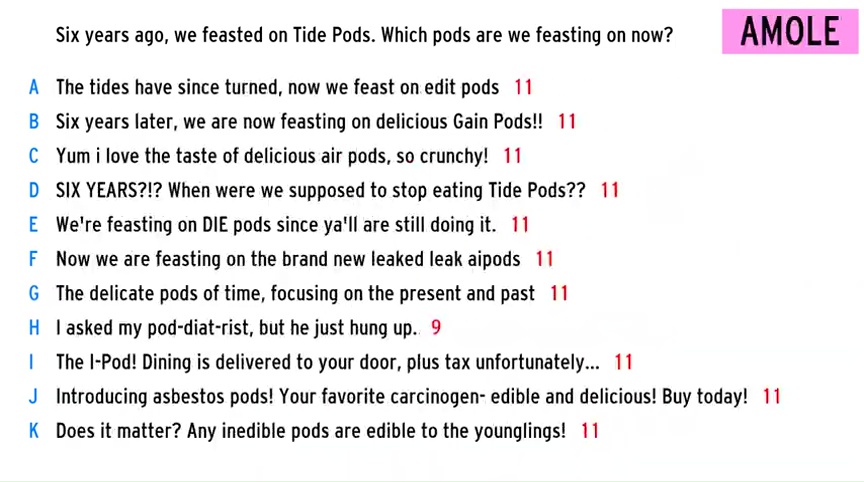 Six years ago, we feasted on Tide Pods. Which pods are we feasting on now?
AMOLE
A The tides have since turned, now we feast on edit pods 11
B Six years later, we are now feasting on delicious Gain Pods!! 11
C Yum i love the taste of delicious air pods, so crunchy! 11
D SIX YEARS?!? When were we supposed to stop eating Tide Pods?? 11
E We're feasting on DIE pods since ya'll are still doing it. 11
F Now we are feasting on the brand new leaked leak aipods 11
G The delicate pods of time, focusing on the present and past 11
H I asked my pod-diat-rist, but he just hung up. 9
I The I-Pod! Dining is delivered to your door, plus tax unfortunately... 11
J Introducing asbestos pods! Your favorite carcinogen- edible and delicious! Buy today! 11
K Does it matter? Any inedible pods are edible to the younglings! 11